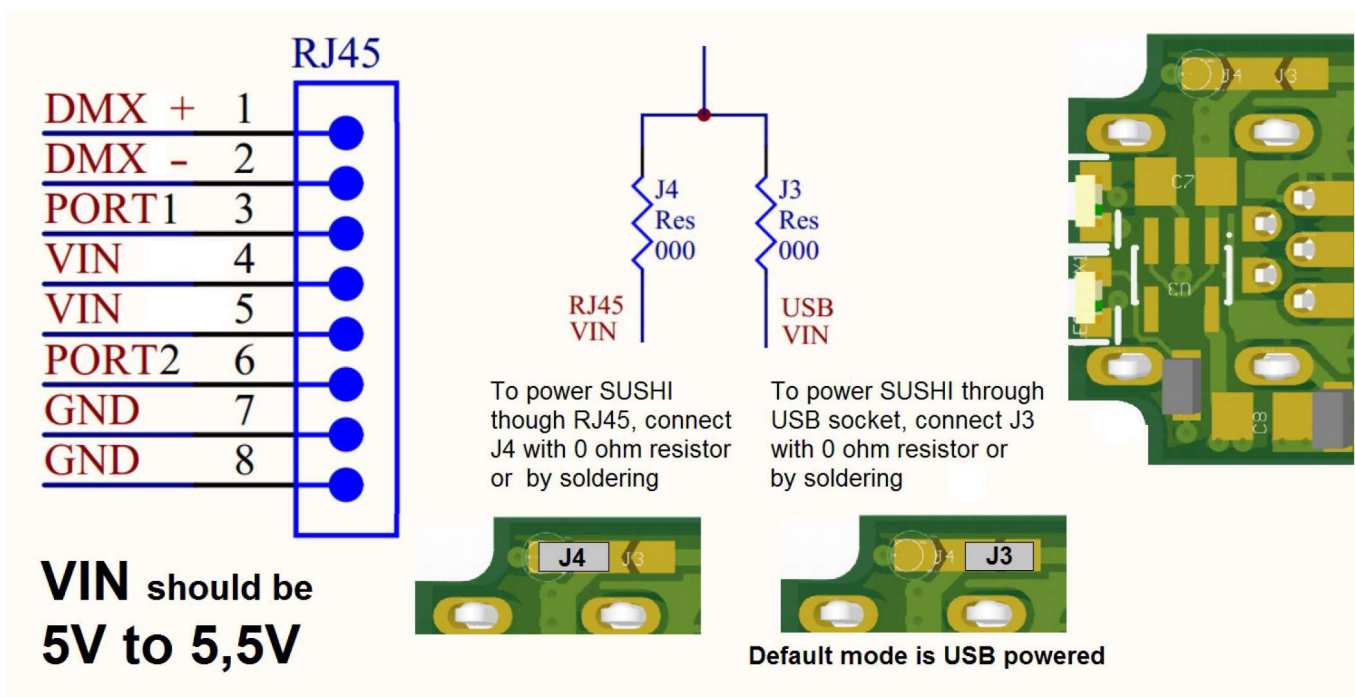 RJ45
DMX + 1
DMX - 2
PORT1 3
VIN 4
VIN 5
PORT2 6
GND 7
GND 8
VIN should be
5V to 5,5V
J4
Res
000
J3
Res
000
RJ45
VIN
USB
VIN
To power SUSHI
though RJ45, connect
J4 with 0 ohm resistor
or by soldering
To power SUSHI through
USB socket, connect J3
with 0 ohm resistor or
by soldering
J4 J3
J4 J3
Default mode is USB powered
J4 J3
C7
U3
C8